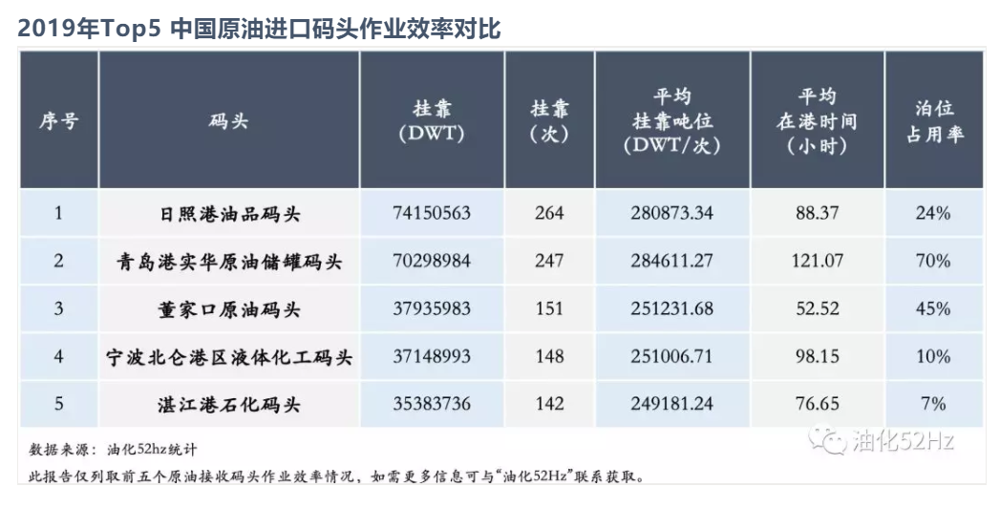 2019年Top5 中国原油进口码头作业效率对比
序号 码头 挂靠(DWT) 挂靠(次) 平均挂靠吨位(DWT/次) 平均在港时间(小时) 泊位占用率
1 日照港油品码头 74150563 264 280873.34 88.37 24%
2 青岛港实华原油储罐码头 70298984 247 284611.27 121.07 70%
3 董家口原油码头 37935983 151 251231.68 52.52 45%
4 宁波北仑港区液体化工码头 37148993 148 251006.71 98.15 10%
5 湛江港石化码头 35383736 142 249181.24 76.65 7%
数据来源：油化52hz统计
油化52Hz
此报告仅列取前五个原油接收码头作业效率情况，如需更多信息可与“油化52Hz”联系获取。